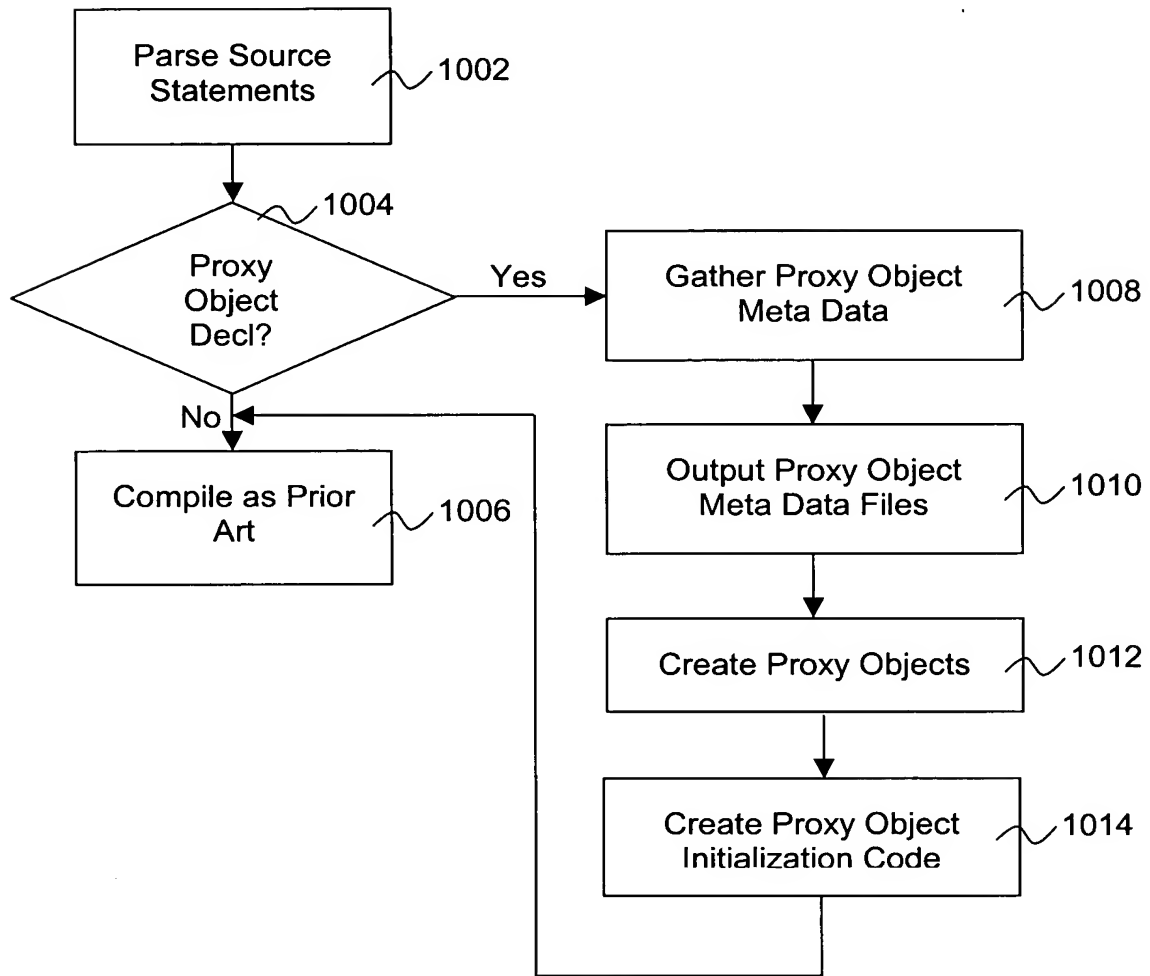 Parse Source
Statements
1002
1004
Proxy
Object
Decl?
Yes
No
Gather Proxy Object
Meta Data
1008
Output Proxy Object
Meta Data Files
1010
Compile as Prior
Art
1006
Create Proxy Objects
1012
Create Proxy Object
Initialization Code
1014